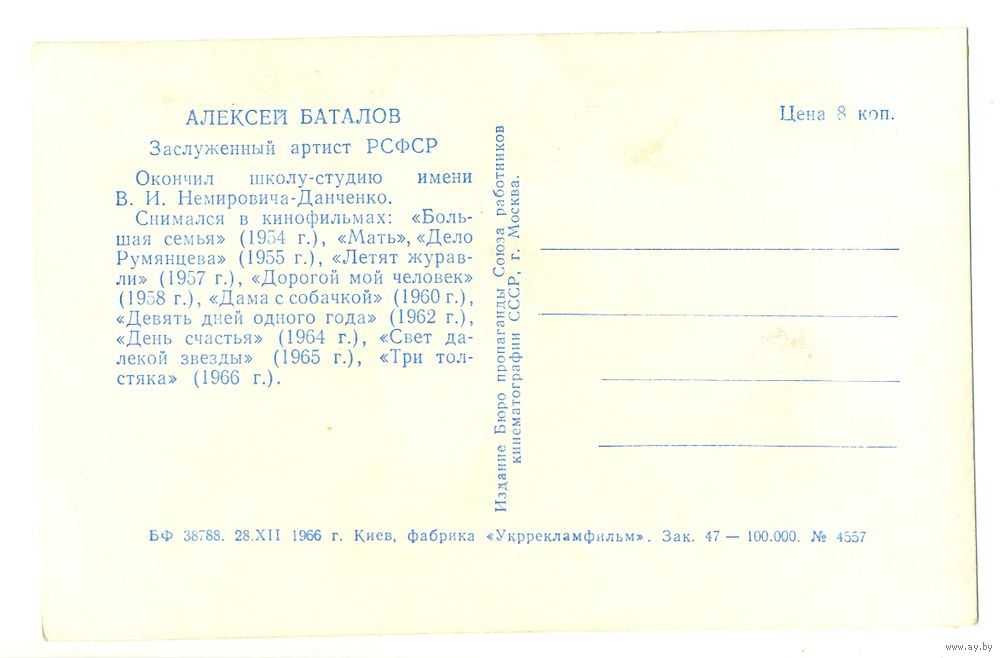 АЛЕКСЕЙ БАТАЛОВ
Заслуженный артист РСФСР
Окончил школу-студию имени
В. И. Немировича-Данченко.
Снимался в кинофильмах: «Боль-
шая семья» (1954 г.), «Мать», «Дело
Румянцева» (1955 г.), «Летят журав-
ли» (1957 г.), «Дорогой мой человек»
(1958 г.), «Дама с собачкой» (1960 г.),
«Девять дней одного года» (1962 г.),
«День счастья» (1964 г.), «Свет да-
лекой звезды» (1965 г.), «Три тол-
стяка» (1966 г.).
Издание Бюро пропаганды Союза работников
кинематографии СССР, г. Москва.
Цена 8 коп.
БФ 38788. 28.XII 1966 г. Киев, фабрика «Укррекламфильм». Зак. 47 — 100.000. № 4557
www.ay.by